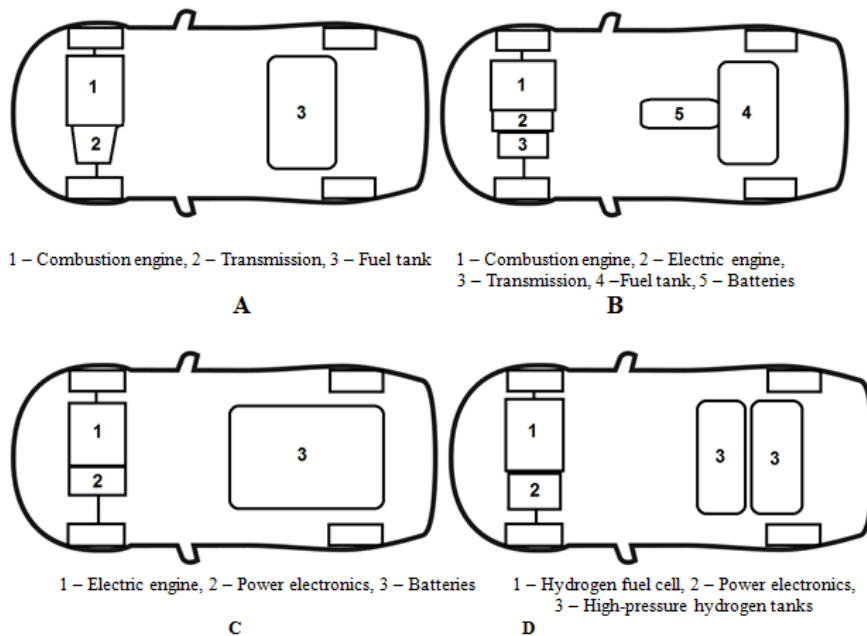 1
2
3
1 – Combustion engine, 2 – Transmission, 3 – Fuel tank
A
1
2
3
5
4
1 – Combustion engine, 2 – Electric engine,
3 – Transmission, 4 –Fuel tank, 5 – Batteries
B
1
2
3
1 – Electric engine, 2 – Power electronics, 3 – Batteries
C
1
2
3 3
1 – Hydrogen fuel cell, 2 – Power electronics,
3 – High-pressure hydrogen tanks
D